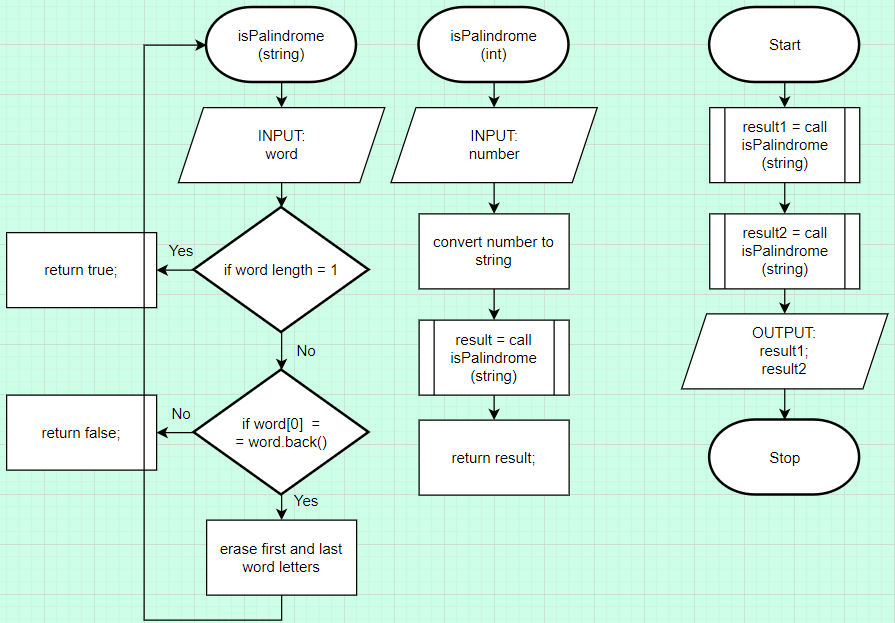 isPalindrome
(string)
INPUT:
word
if word length = 1
Yes
return true;
No
if word[0]  =
= word.back()
No
return false;
Yes
erase first and last
word letters
isPalindrome
(int)
INPUT:
number
convert number to
string
result = call
isPalindrome
(string)
return result;
Start
result1 = call
isPalindrome
(string)
result2 = call
isPalindrome
(string)
OUTPUT:
result1;
result2
Stop